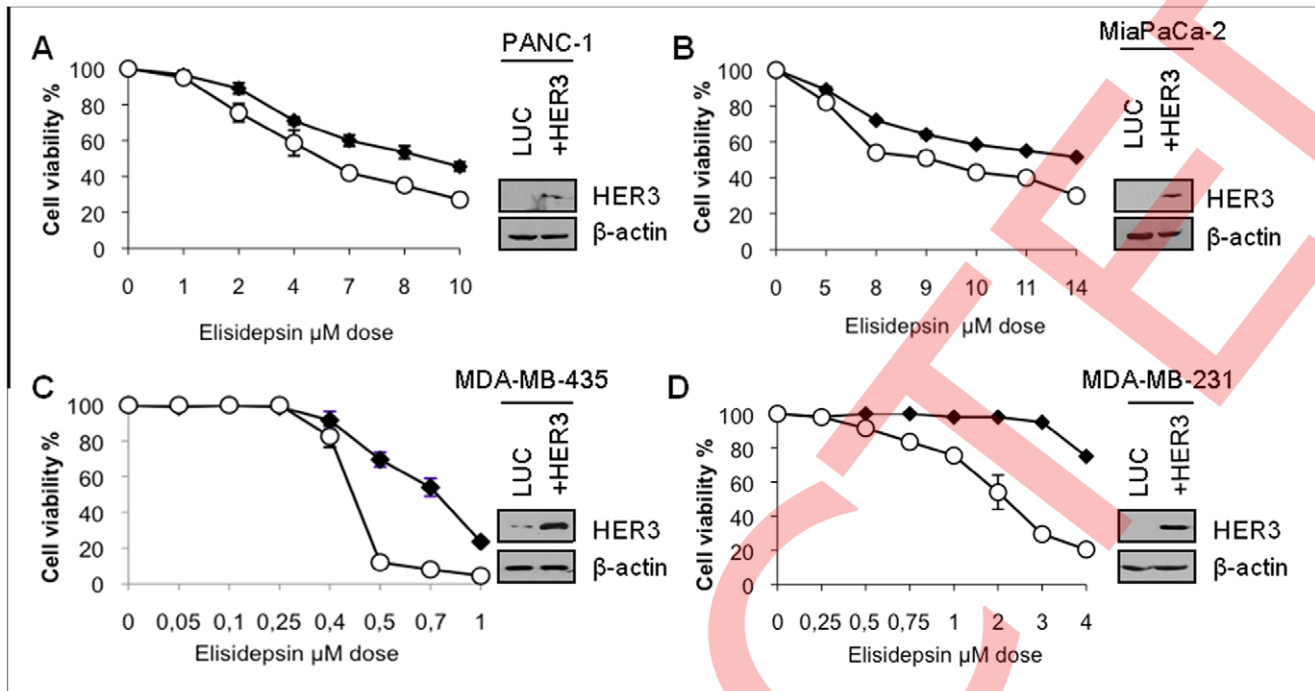 A
PANC-1
Cell viability %
100
80
60
40
20
0
0 1 2 4 7 8 10
Elisidepsin µM dose
LUC
+HER3
HER3
β-actin
B
MiaPaCa-2
Cell viability %
100
80
60
40
20
0
0 5 8 9 10 11 14
Elisidepsin µM dose
LUC
+HER3
HER3
β-actin
C
MDA-MB-435
Cell viability %
100
80
60
40
20
0
0 0,05 0,1 0,25 0,4 0,5 0,7 1
Elisidepsin µM dose
LUC
+HER3
HER3
β-actin
D
MDA-MB-231
Cell viability %
100
80
60
40
20
0
0 0,25 0,5 0,75 1 2 3 4
Elisidepsin µM dose
LUC
+HER3
HER3
β-actin
CTE